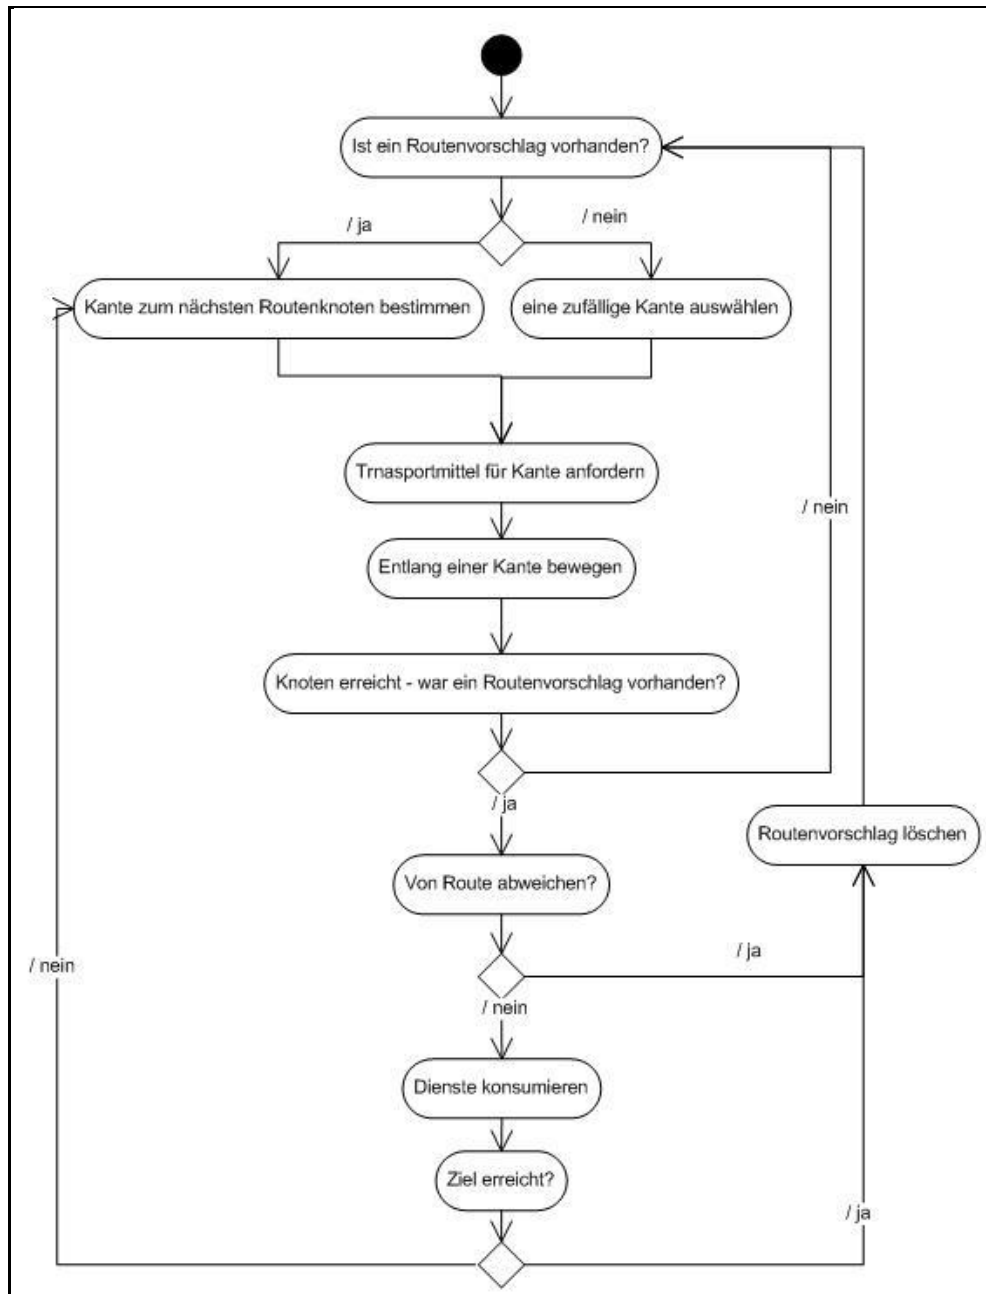 Ist ein Routenvorschlag vorhanden?
/ ja
/ nein
Kante zum nächsten Routenknoten bestimmen
eine zufällige Kante auswählen
Trnasportmittel für Kante anfordern
/ nein
Entlang einer Kante bewegen
Knoten erreicht - war ein Routenvorschlag vorhanden?
/ ja
Routenvorschlag löschen
Von Route abweichen?
/ ja
/ nein
/ nein
Dienste konsumieren
Ziel erreicht?
/ ja